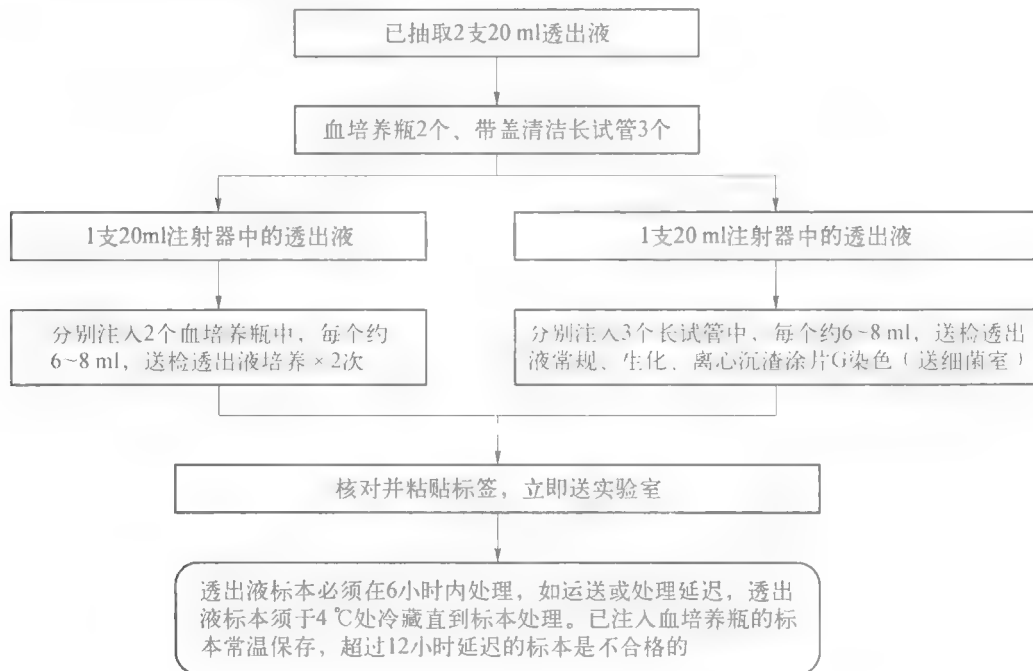 已抽取2支20 ml透出液
血培养瓶2个、带盖清洁长试管3个
1支20ml注射器中的透出液
1支20 ml注射器中的透出液
分别注入2个血培养瓶中，每个约
6~8 ml，送检透出液培养×2次
分别注入3个长试管中，每个约6~8 ml，送检透出
液常规、生化、离心沉渣涂片G染色（送细菌室）
核对并粘贴标签，立即送实验室
透出液标本必须在6小时内处理，如运送或处理延迟，透出
液标本须于4 ℃处冷藏直到标本处理。已注入血培养瓶的标
本常温保存，超过12小时延迟的标本是不合格的